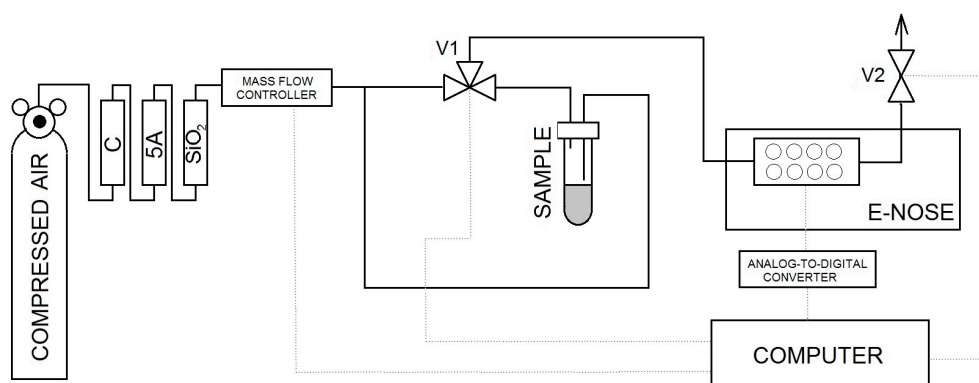 COMPRESSED AIR
C
5A
SiO₂
MASS FLOW
CONTROLLER
V1
SAMPLE
V2
E-NOSE
ANALOG-TO-DIGITAL
CONVERTER
COMPUTER